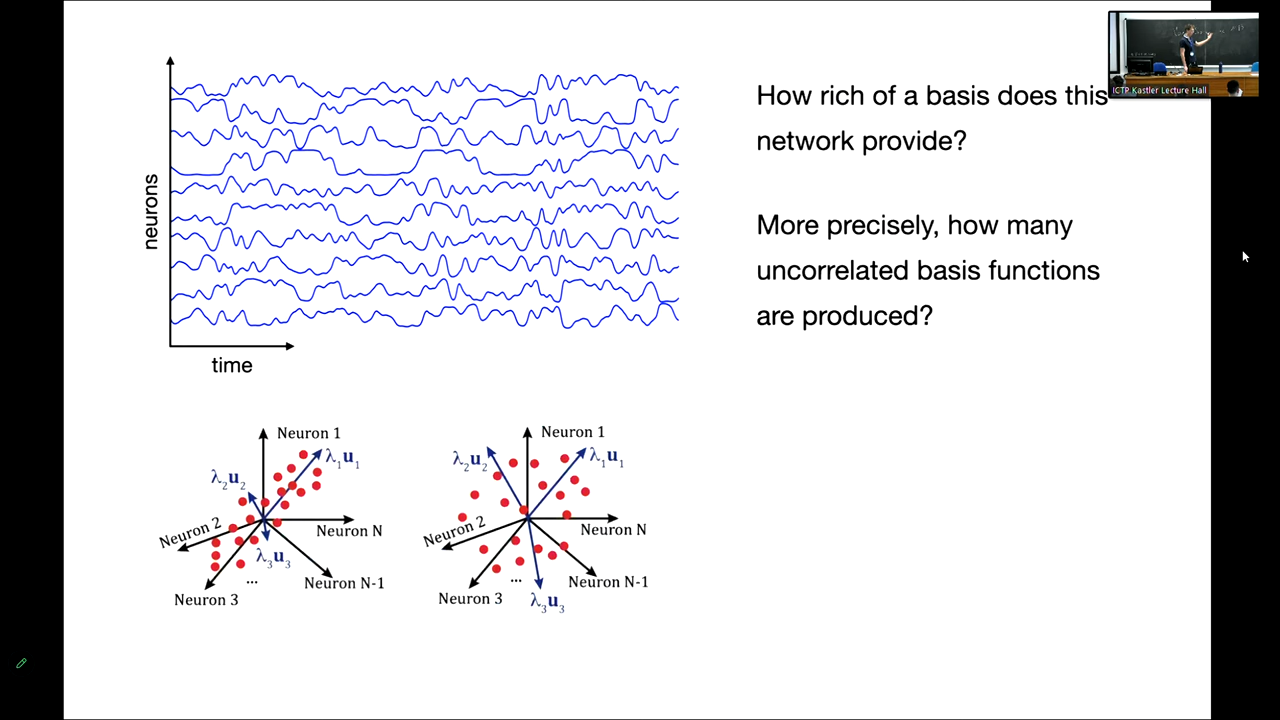 How rich of a basis does this
network provide?
More precisely, how many
uncorrelated basis functions
are produced?
neurons
time
Neuron 1
λ₁u₁
λ₂u₂
Neuron 2
Neuron N
λ₃u₃
Neuron N-1
...
Neuron 3
Neuron 1
λ₁u₁
λ₂u₂
Neuron 2
Neuron N
Neuron N-1
...
Neuron 3
λ₃u₃
ICTP Kastler Lecture Hall